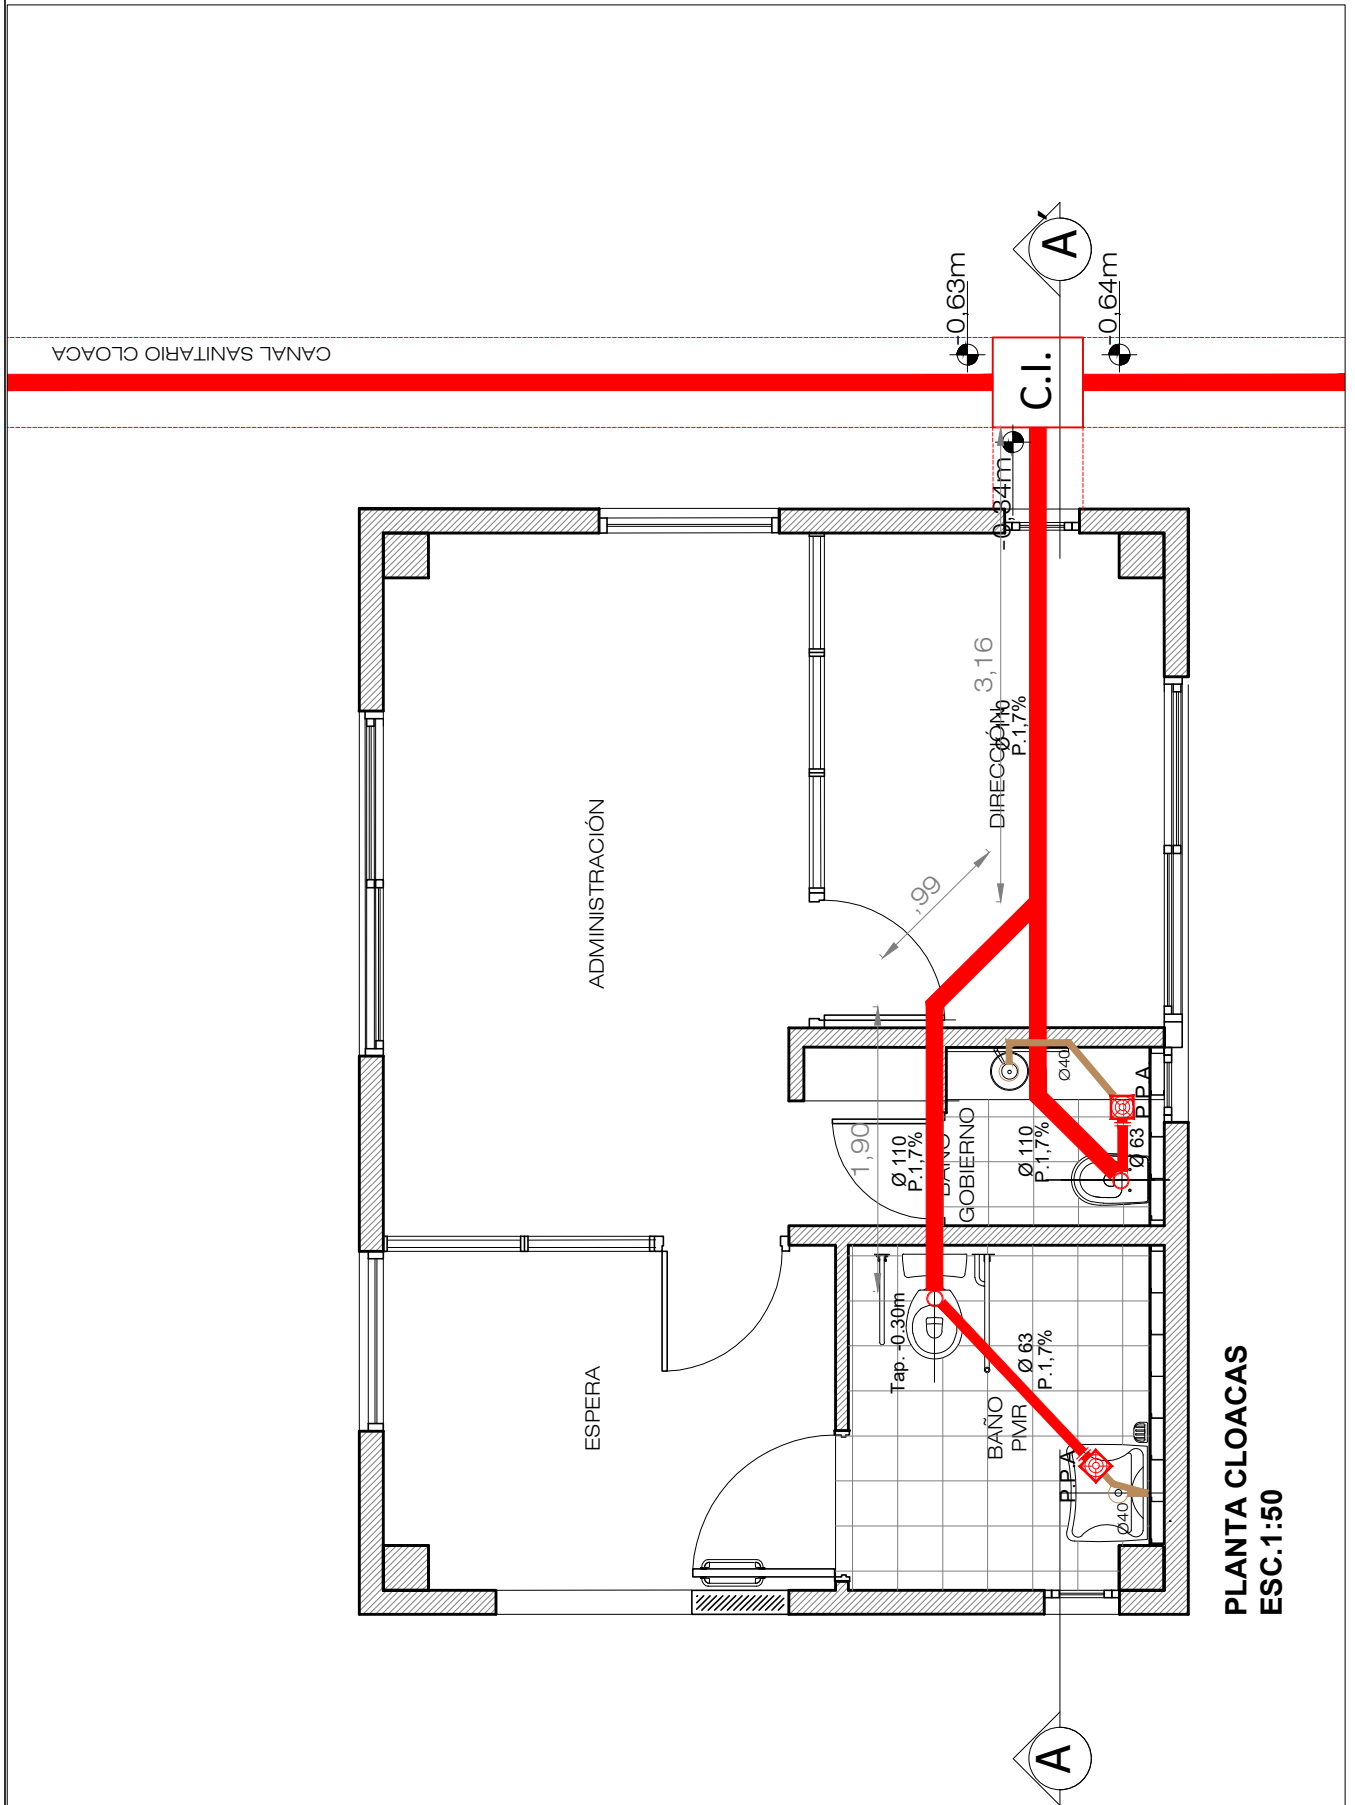 CANAL SANITARIO CLOACA
-0,63m
A
-0,64m
C.I.
-0,34m
3,16
DIRECCIÓN
Ø 110
P.1,7%
,99
ADMINISTRACIÓN
1,90
Ø 110
P.1,7%
BAÑO
GOBIERNO
Ø40
P.P.A
Ø 110
P.1,7%
Ø 63
Tap. -0.30m
Ø 63
P.1,7%
ESPERA
BAÑO
PMR
P.P.A
Ø40
A
PLANTA CLOACAS
ESC.1:50